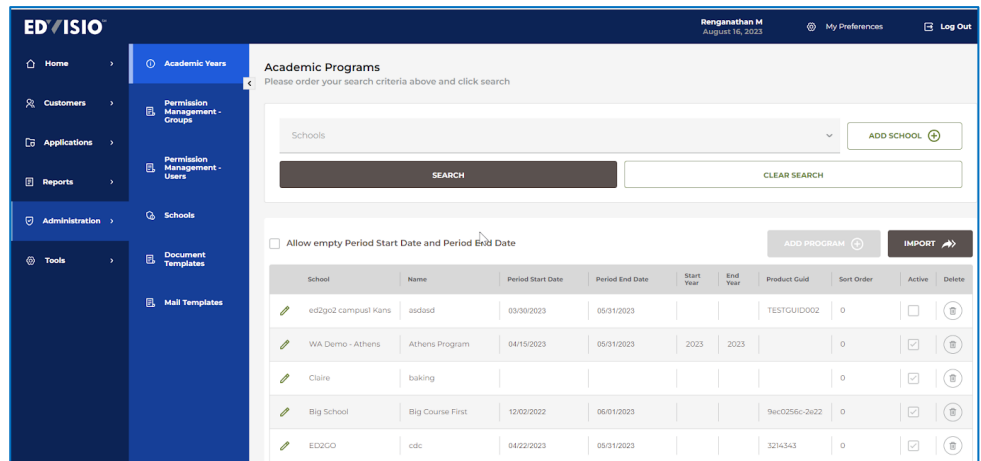 EDVISIO
Renganathan M
August 16, 2023
My Preferences
Log Out
Home
Customers
Applications
Reports
Administration
Tools
Academic Years
Permission
Management -
Groups
Permission
Management -
Users
Schools
Document
Templates
Mail Templates
Academic Programs
Please order your search criteria above and click search
Schools
ADD SCHOOL
SEARCH
CLEAR SEARCH
Allow empty Period Start Date and Period End Date
ADD PROGRAM
IMPORT
School Name Period Start Date Period End Date Start Year End Year Product Guid Sort Order Active Delete
ed2go2 campus1 Kans asdasd 03/30/2023 05/31/2023 TESTGUID002 0
WA Demo - Athens Athens Program 04/15/2023 05/31/2023 2023 2023 0
Claire baking 0
Big School Big Course First 12/02/2022 06/01/2023 9ec0256c-2e22 0
ED2GO cdc 04/22/2023 05/31/2023 3214343 0